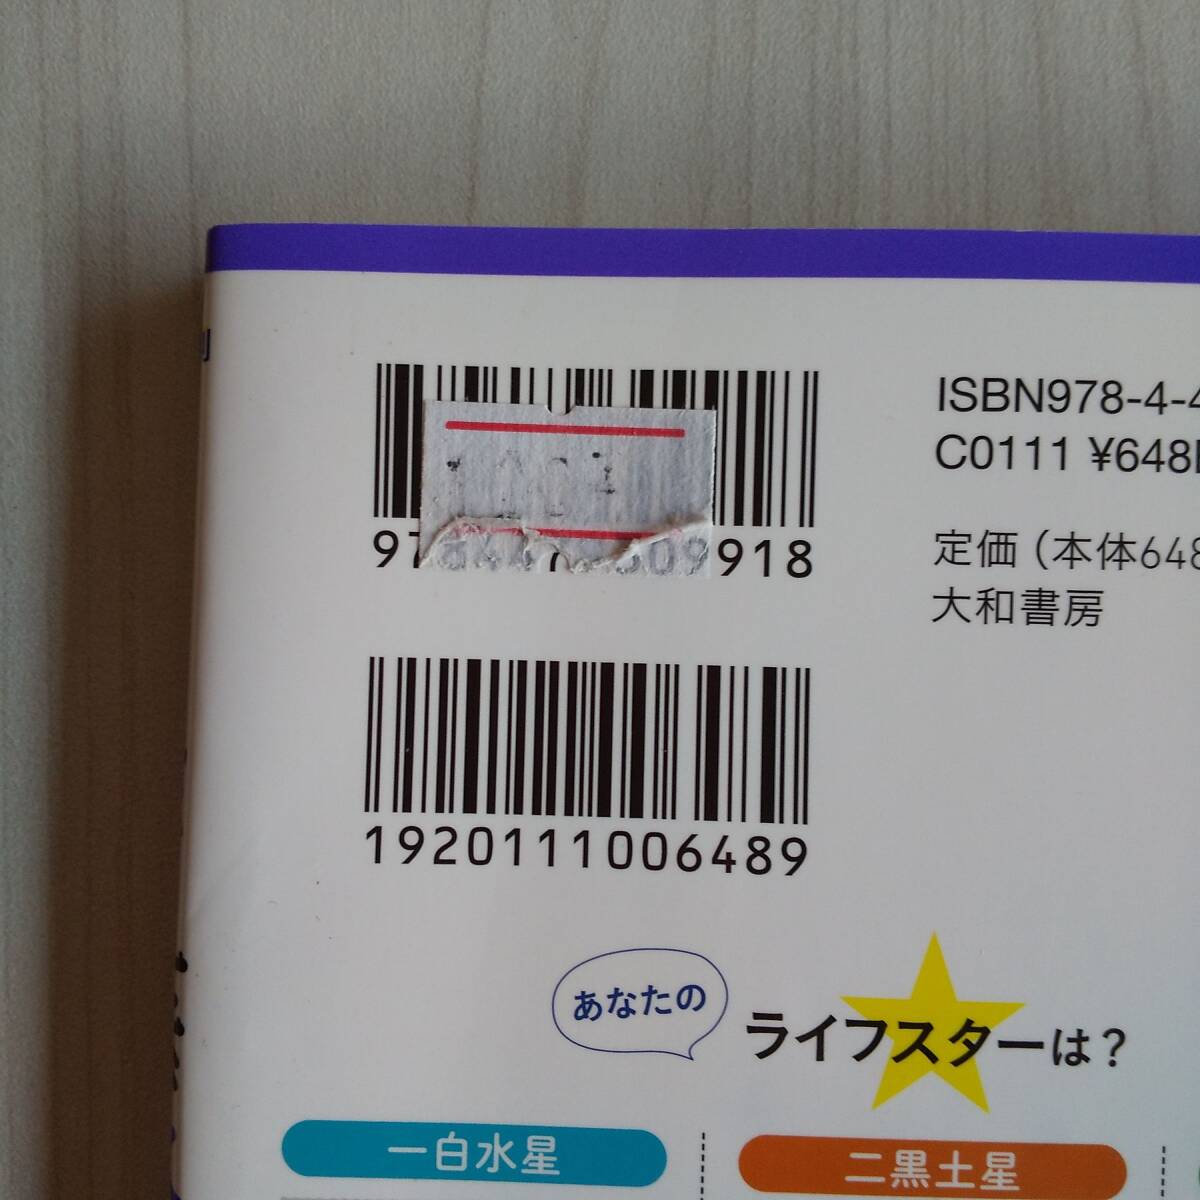 ISBN978-4-4
C0111 ¥648
定価（本体648
大和書房
918
1920111006489
あなたの
ライフスターは？
一白水星
二黒土星